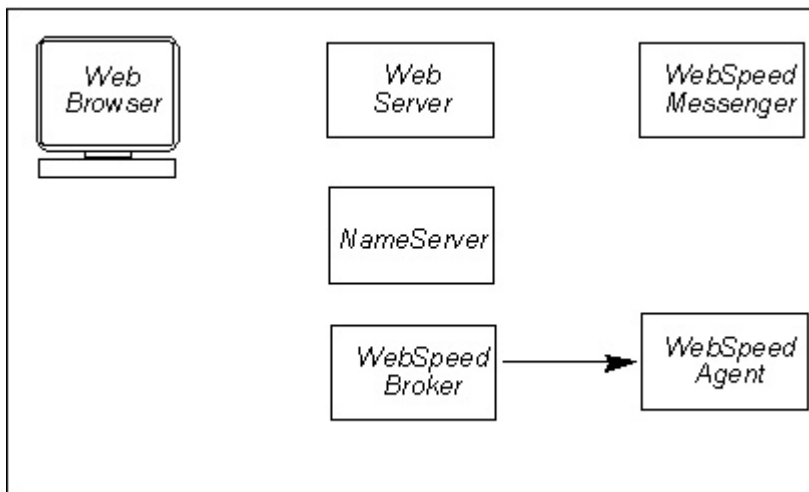 Web
Browser
Web
Server
WebSpeed
Messenger
NameServer
WebSpeed
Broker
WebSpeed
Agent